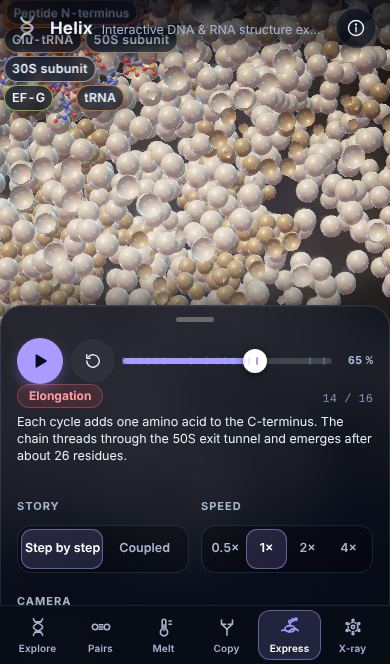 Peptide N-terminus
Helix Interactive DNA & RNA structure ex...
Gln-tRNA 50S subunit
30S subunit
EF-G tRNA
65 %
Elongation 14 / 16
Each cycle adds one amino acid to the C-terminus. The
chain threads through the 50S exit tunnel and emerges after
about 26 residues.
STORY SPEED
Step by step Coupled 0.5× 1× 2× 4×
CAMERA
Explore Pairs Melt Copy Express X-ray